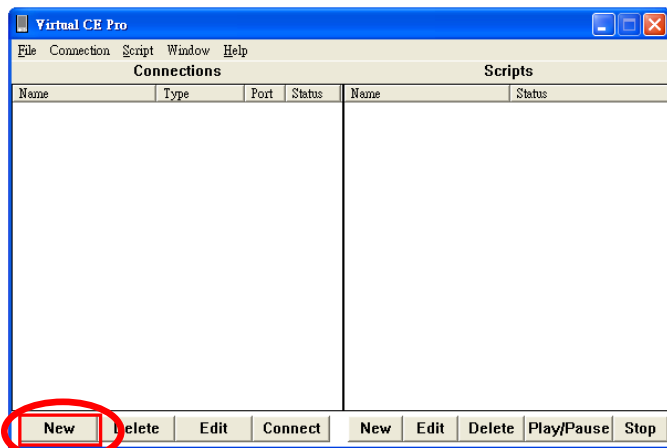 Virtual CE Pro
File Connection Script Window Help
Connections Scripts
Name Type Port Status Name Status
New Delete Edit Connect New Edit Delete Play/Pause Stop